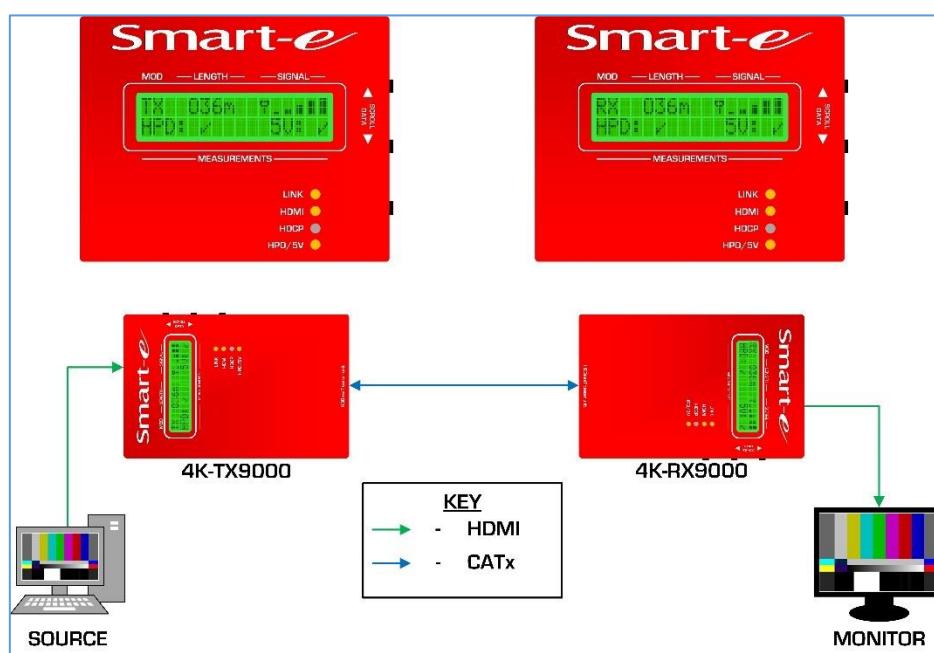 Smart-e
MOD LENGTH SIGNAL
TX 036m
HPD: ✓ 5V: ✓
MEASUREMENTS
SCROLL
DATA
LINK
HDMI
HDCP
HPD/5V
Smart-e
MOD LENGTH SIGNAL
RX 036m
HPD: ✓ 5V: ✓
MEASUREMENTS
SCROLL
DATA
LINK
HDMI
HDCP
HPD/5V
Smart-e
4K-TX9000
Smart-e
4K-RX9000
KEY
- HDMI
- CATx
SOURCE
MONITOR